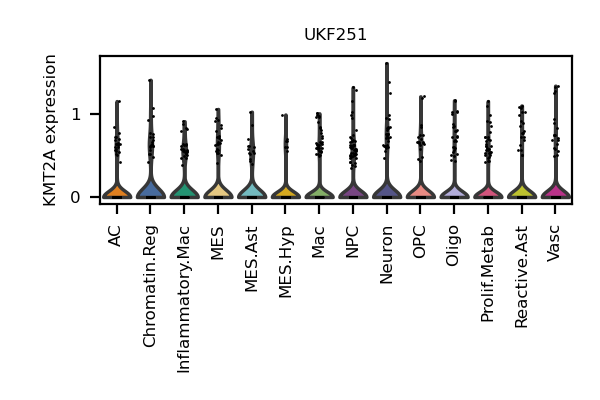 UKF251
KMT2A expression
1
0
AC
Chromatin.Reg
Inflammatory.Mac
MES
MES.Ast
MES.Hyp
Mac
NPC
Neuron
OPC
Oligo
Prolif.Metab
Reactive.Ast
Vasc